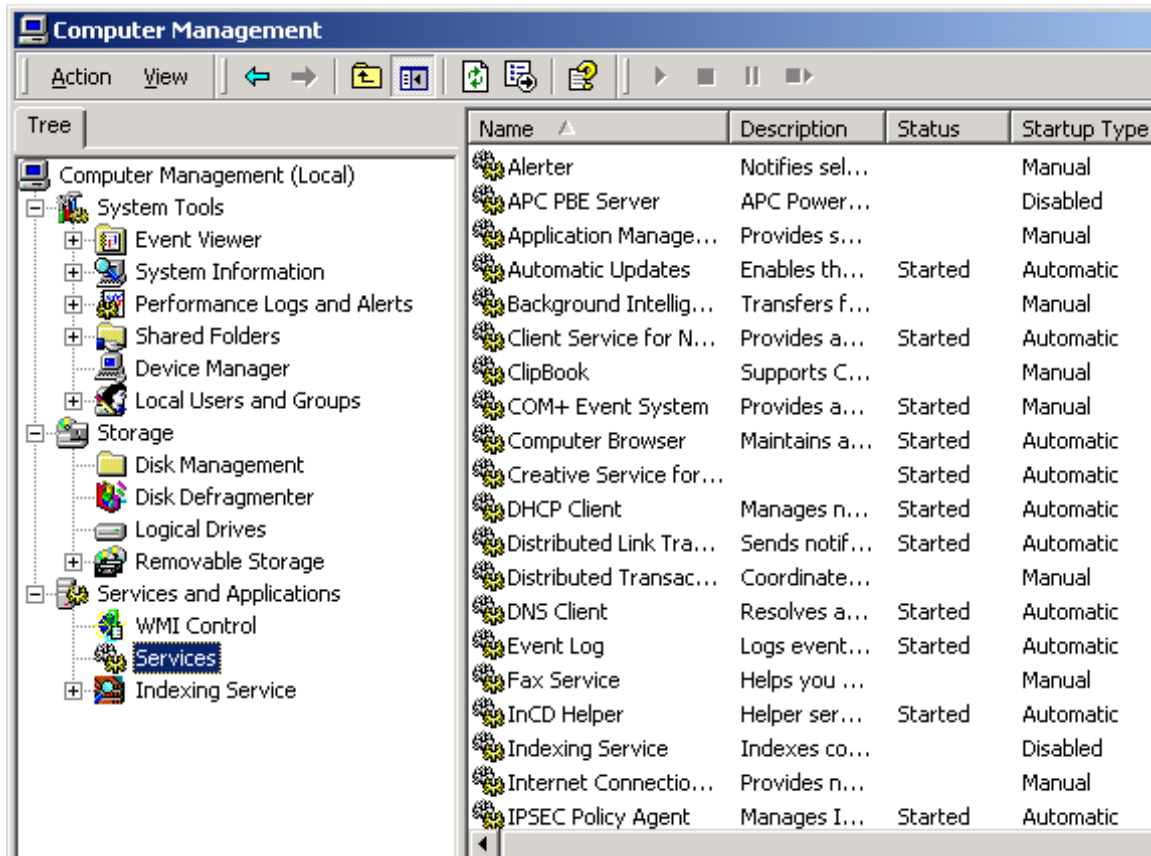 Computer Management
Action View
Tree
Computer Management (Local)
System Tools
Event Viewer
System Information
Performance Logs and Alerts
Shared Folders
Device Manager
Local Users and Groups
Storage
Disk Management
Disk Defragmenter
Logical Drives
Removable Storage
Services and Applications
WMI Control
Services
Indexing Service
Name Description Status Startup Type
Alerter Notifies sel... Manual
APC PBE Server APC Power... Disabled
Application Manage... Provides s... Manual
Automatic Updates Enables th... Started Automatic
Background Intellig... Transfers f... Manual
Client Service for N... Provides a... Started Automatic
ClipBook Supports C... Manual
COM+ Event System Provides a... Started Manual
Computer Browser Maintains a... Started Automatic
Creative Service for... Started Automatic
DHCP Client Manages n... Started Automatic
Distributed Link Tra... Sends notif... Started Automatic
Distributed Transac... Coordinate... Manual
DNS Client Resolves a... Started Automatic
Event Log Logs event... Started Automatic
Fax Service Helps you ... Manual
InCD Helper Helper ser... Started Automatic
Indexing Service Indexes co... Disabled
Internet Connectio... Provides n... Manual
IPSEC Policy Agent Manages I... Started Automatic